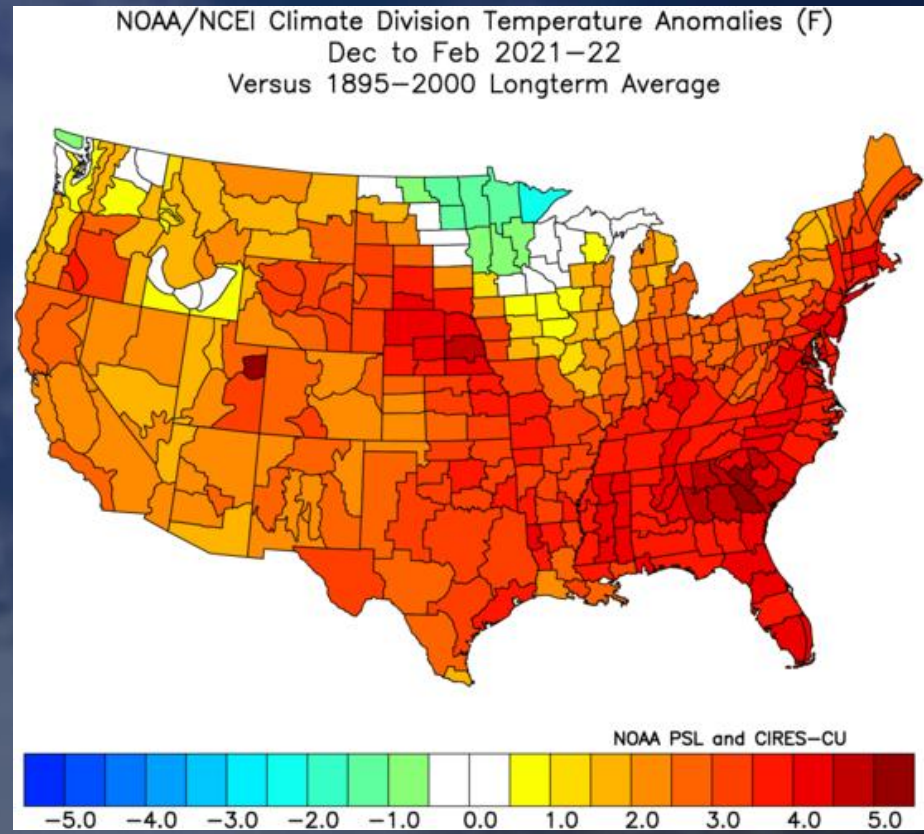 NOAA/NCEI Climate Division Temperature Anomalies (F)
Dec to Feb 2021-22
Versus 1895-2000 Longterm Average
NOAA PSL and CIRES-CU
-5.0 -4.0 -3.0 -2.0 -1.0 0.0 1.0 2.0 3.0 4.0 5.0